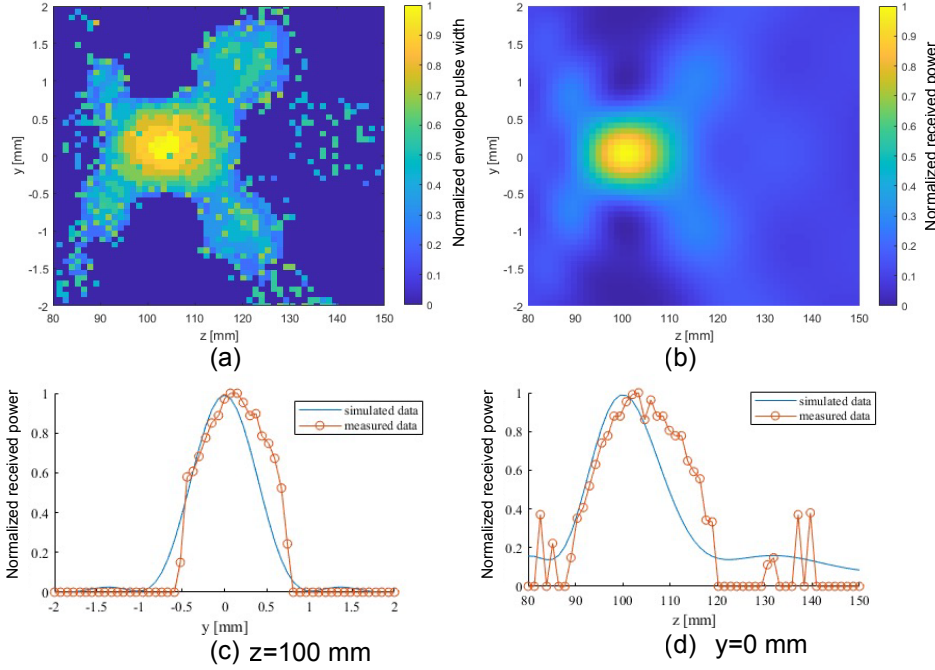 2
1.5
1
0.5
0
-0.5
-1
-1.5
-2
y [mm]
80 90 100 110 120 130 140 150
z [mm]
1
0.9
0.8
0.7
0.6
0.5
0.4
0.3
0.2
0.1
0
Normalized envelope pulse width
(a)
2
1.5
1
0.5
0
-0.5
-1
-1.5
-2
y [mm]
80 90 100 110 120 130 140 150
z [mm]
1
0.9
0.8
0.7
0.6
0.5
0.4
0.3
0.2
0.1
0
Normalized received power
(b)
Normalized received power
1
0.8
0.6
0.4
0.2
0
-2 -1.5 -1 -0.5 0 0.5 1 1.5 2
y [mm]
simulated data
measured data
(c) z=100 mm
Normalized received power
1
0.8
0.6
0.4
0.2
0
80 90 100 110 120 130 140 150
z [mm]
simulated data
measured data
(d) y=0 mm